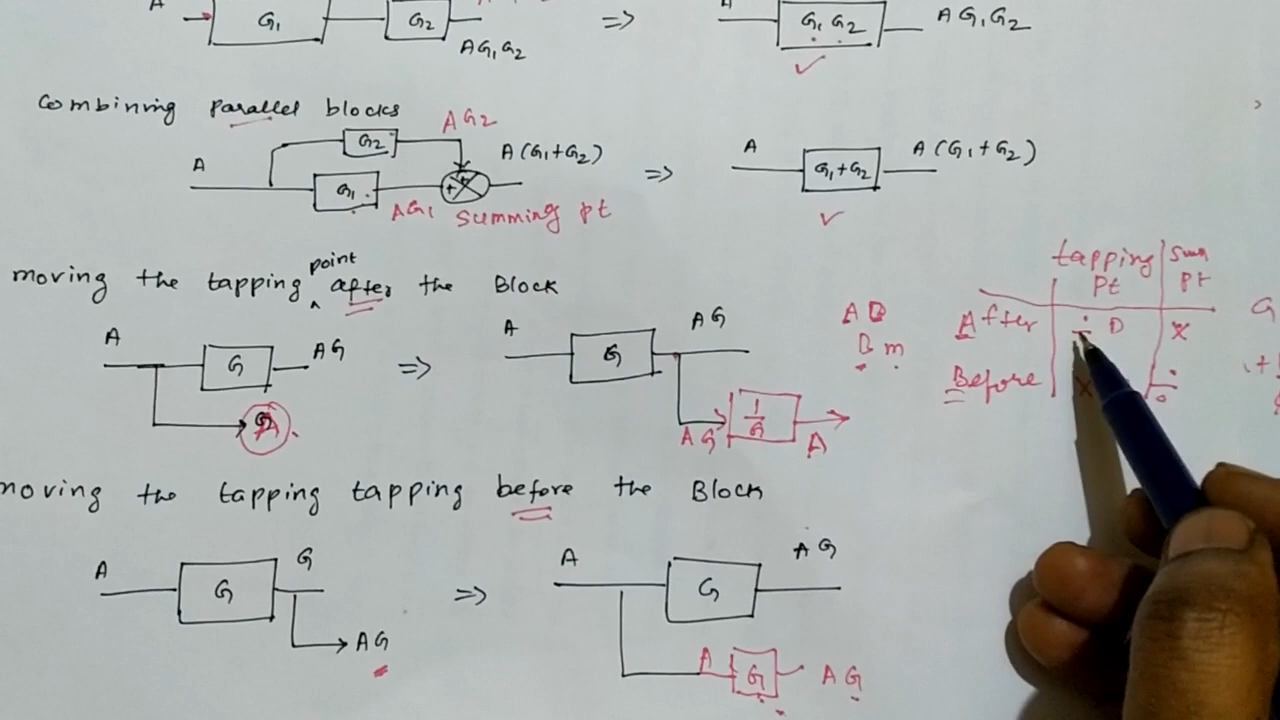 A G1 G2 AG1G2 => A G1 G2 AG1G2
Combining Parallel blocks
A G2 AG2 G1 AG1 A(G1+G2) => A G1+G2 A(G1+G2)
Summing pt
moving the tapping point after the Block
A G AG => A G AG
A. AG 1/G A
AD
Bm
tapping Pt Sum pt
After ÷ D X
Before X ÷
moving the tapping tapping before the Block
A G G => A G AG
AG A G AG